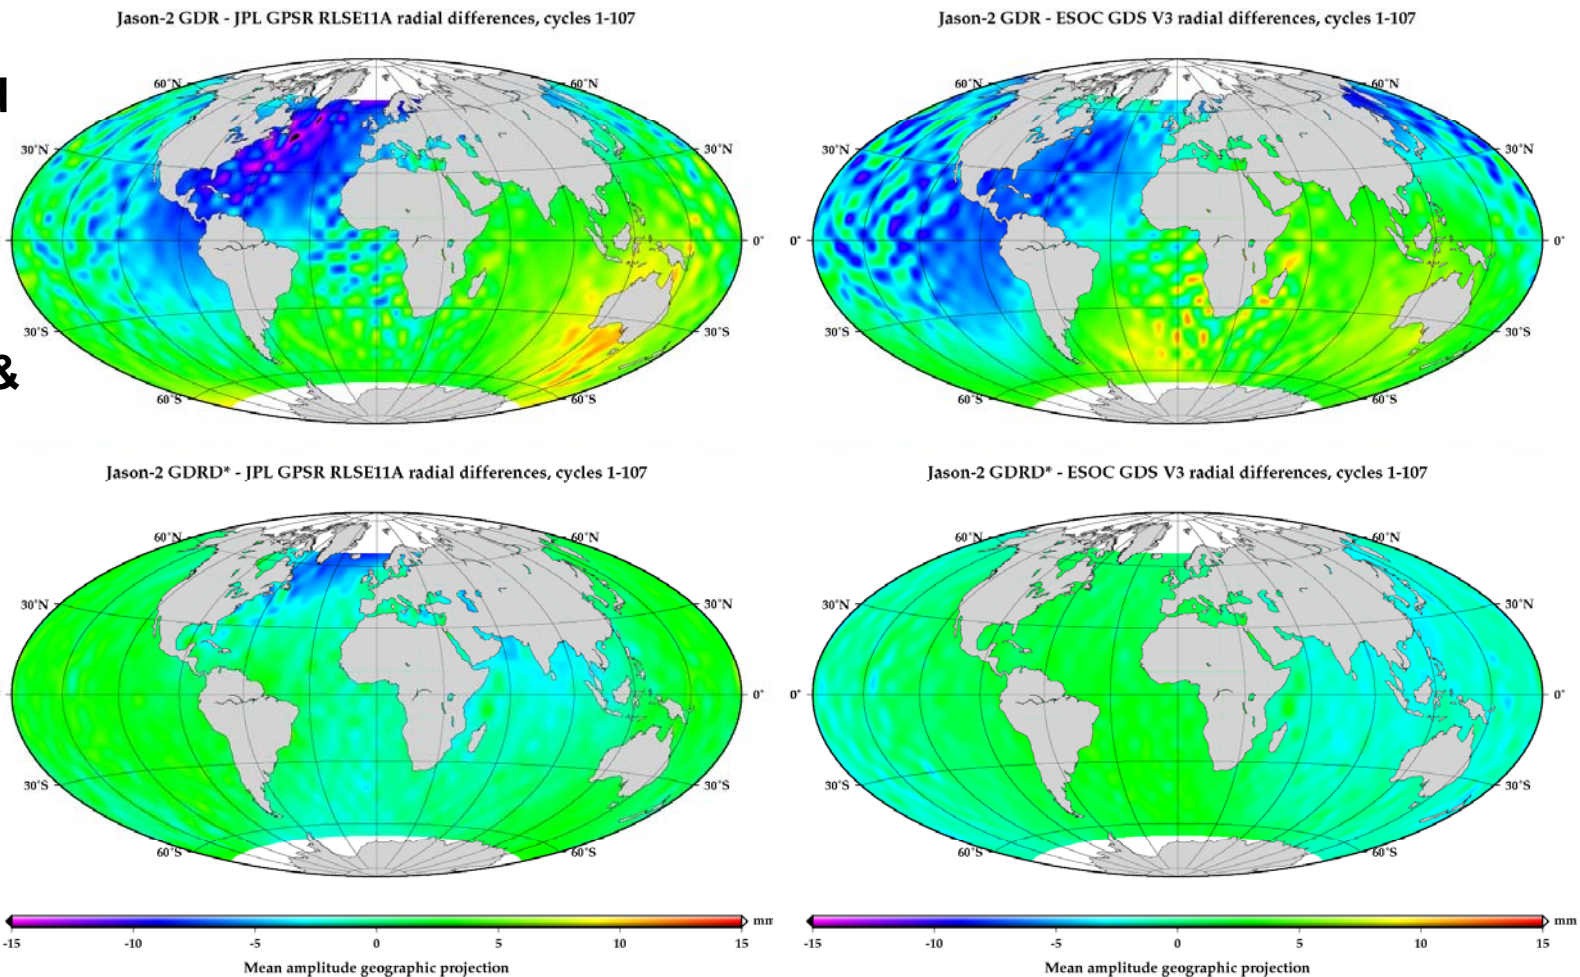 Jason-2 GDR - JPL GPSR RLSE11A radial differences, cycles 1-107
Jason-2 GDR - ESOC GDS V3 radial differences, cycles 1-107
60˚N 60˚N 60˚N 60˚N
30˚N 30˚N 30˚N 30˚N
0˚ 0˚ 0˚
30˚S 30˚S 30˚S 30˚S
&
60˚S 60˚S 60˚S 60˚S
Jason-2 GDRD* - JPL GPSR RLSE11A radial differences, cycles 1-107
Jason-2 GDRD* - ESOC GDS V3 radial differences, cycles 1-107
60˚N 60˚N 60˚N 60˚N
30˚N 30˚N 30˚N 30˚N
0˚ 0˚ 0˚
30˚S 30˚S 30˚S 30˚S
60˚S 60˚S 60˚S 60˚S
mm mm
-15 -10 -5 0 5 10 15
-15 -10 -5 0 5 10 15
Mean amplitude geographic projection
Mean amplitude geographic projection